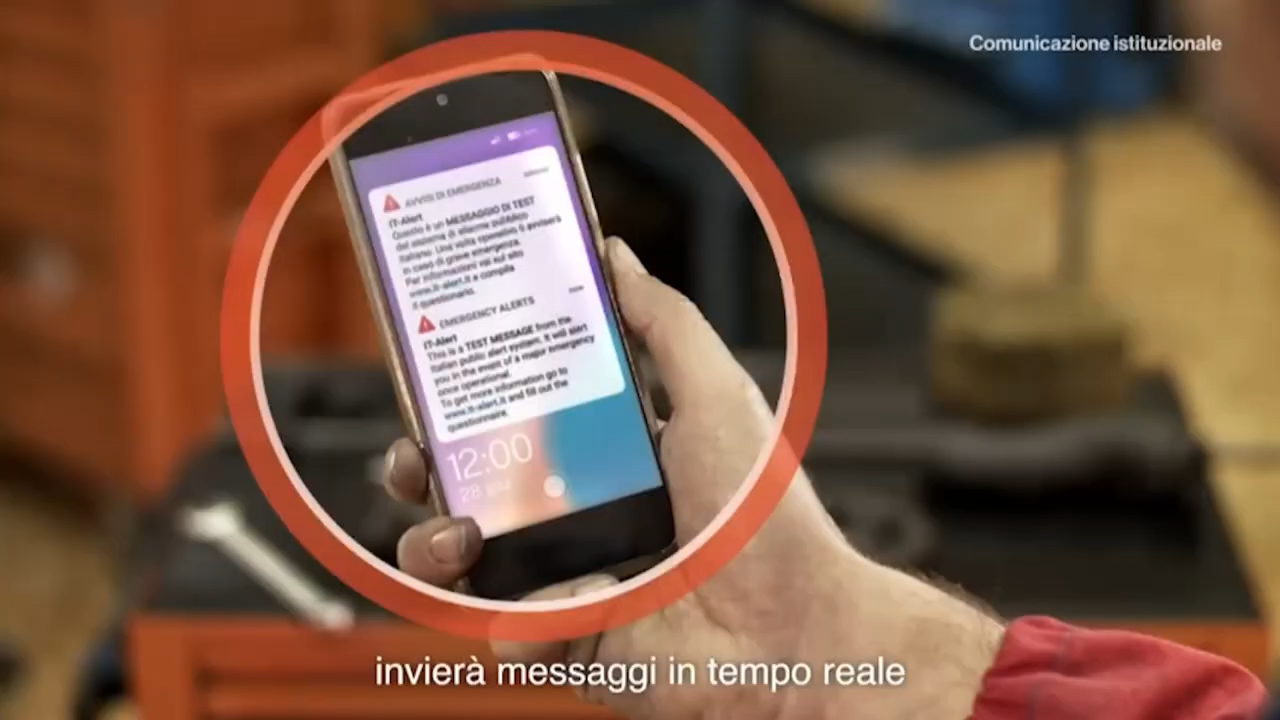 Comunicazione istituzionale
AVVISI DI EMERGENZA
IT-Alert
Questo è un MESSAGGIO DI TEST
del sistema di allarme pubblico
italiano. Una volta operativo ti avviserà
in caso di grave emergenza.
Per informazioni vai sul sito
www.it-alert.it e compila
il questionario.
EMERGENCY ALERTS
IT-Alert
This is a TEST MESSAGE from the
Italian public alert system. It will alert
you in the event of a major emergency
once operational.
To get more information go to
www.it-alert.it and fill out the
questionnaire.
12:00
28
invierà messaggi in tempo reale